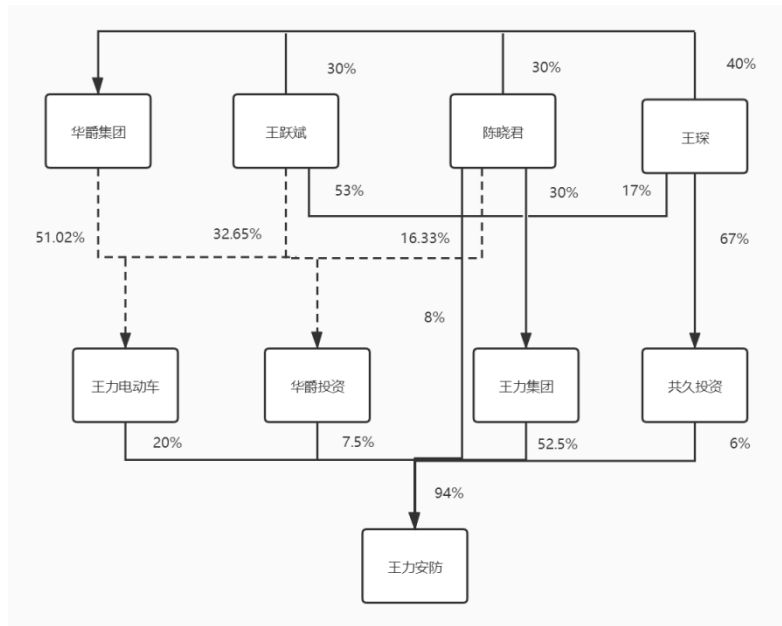 30%
30%
40%
华爵集团
王跃斌
陈晓君
王琛
53%
30%
17%
51.02%
32.65%
16.33%
67%
8%
王力电动车
华爵投资
王力集团
共久投资
20%
7.5%
52.5%
6%
94%
王力安防